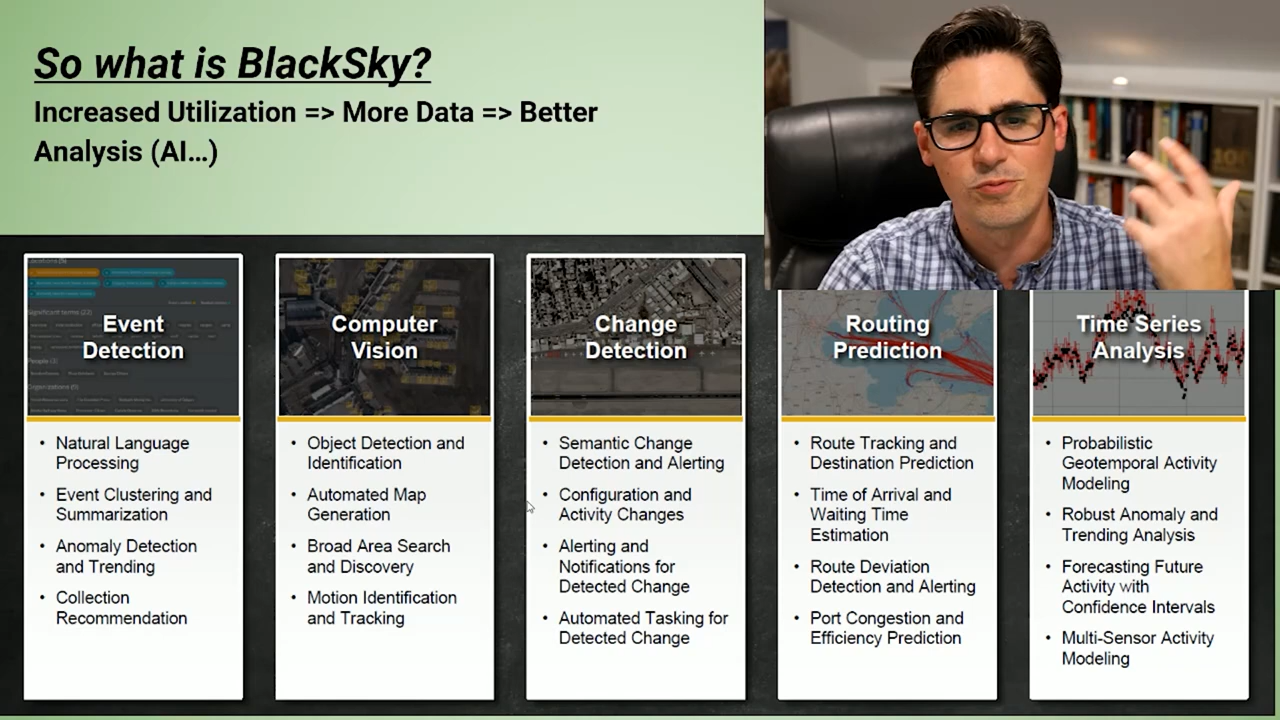 So what is BlackSky?
Increased Utilization => More Data => Better
Analysis (AI...)
Event
Detection
• Natural Language
Processing
• Event Clustering and
Summarization
• Anomaly Detection
and Trending
• Collection
Recommendation
Computer
Vision
• Object Detection and
Identification
• Automated Map
Generation
• Broad Area Search
and Discovery
• Motion Identification
and Tracking
Change
Detection
• Semantic Change
Detection and Alerting
• Configuration and
Activity Changes
• Alerting and
Notifications for
Detected Change
• Automated Tasking for
Detected Change
Routing
Prediction
• Route Tracking and
Destination Prediction
• Time of Arrival and
Waiting Time
Estimation
• Route Deviation
Detection and Alerting
• Port Congestion and
Efficiency Prediction
Time Series
Analysis
• Probabilistic
Geotemporal Activity
Modeling
• Robust Anomaly and
Trending Analysis
• Forecasting Future
Activity with
Confidence Intervals
• Multi-Sensor Activity
Modeling